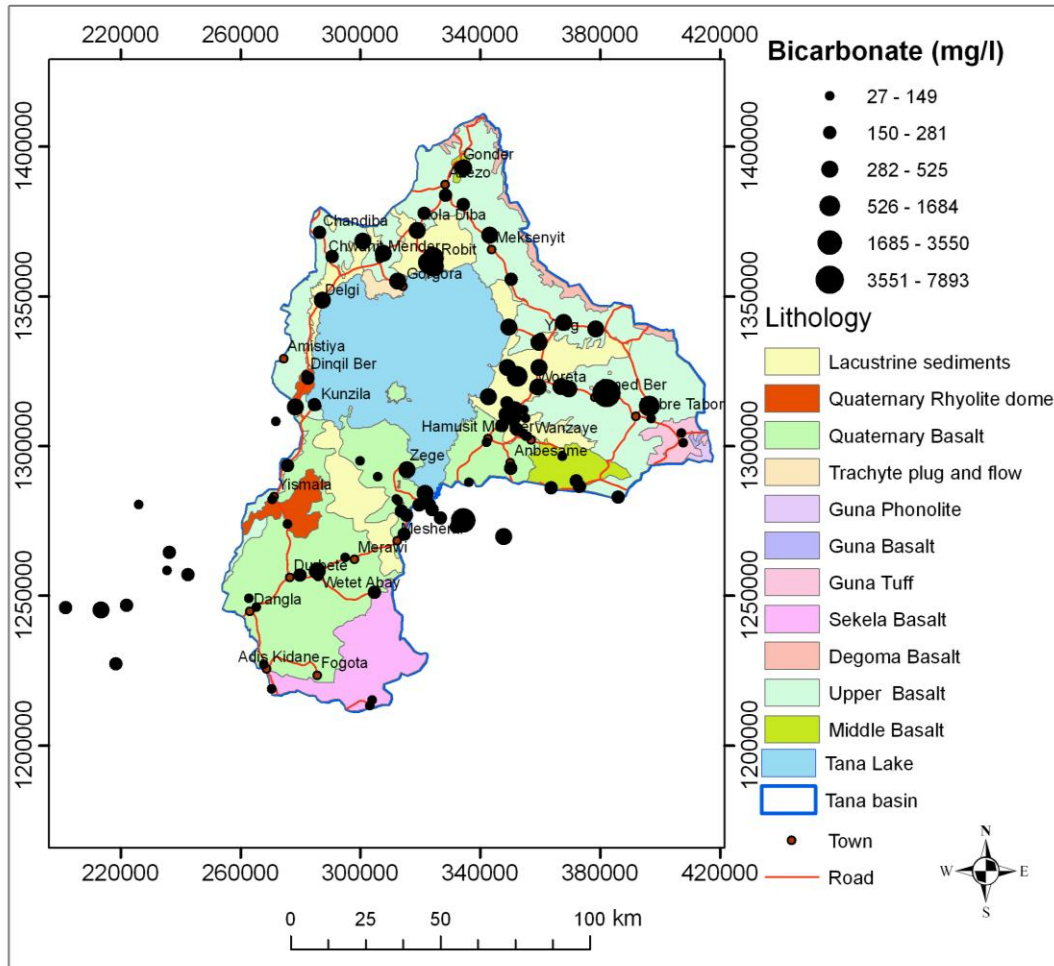 220000 260000 300000 340000 380000 420000
1400000 1350000 1300000 1250000 1200000
1400000 1350000 1300000 1250000 1200000
Gonder
Kola Diba
Chandiba
Meksenyit
Chwahit Mender
Robit
Gorgora
Delgi
Amistiya
Dinqil Ber
Woreta
Kunzila
Hamusit
Wanzaye
Anbesame
Zege
Yismala
Merawi
Durbete
Wetet Abay
Dangla
Adis Kidane
Fogota
220000 260000 300000 340000 380000 420000
0 25 50 100 km
Bicarbonate (mg/l)
27 - 149
150 - 281
282 - 525
526 - 1684
1685 - 3550
3551 - 7893
Lithology
Lacustrine sediments
Quaternary Rhyolite dome
Quaternary Basalt
Trachyte plug and flow
Guna Phonolite
Guna Basalt
Guna Tuff
Sekela Basalt
Degoma Basalt
Upper Basalt
Middle Basalt
Tana Lake
Tana basin
Town
Road
N
W E
S